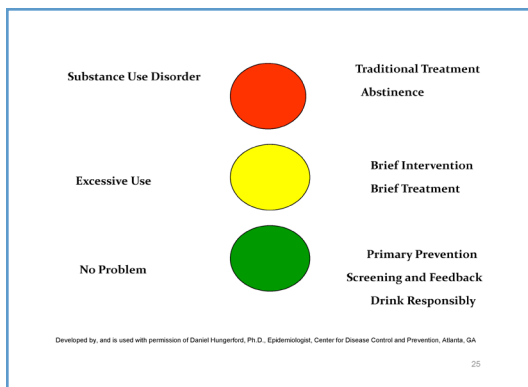 Substance Use Disorder
Traditional Treatment
Abstinence
Excessive Use
Brief Intervention
Brief Treatment
No Problem
Primary Prevention
Screening and Feedback
Drink Responsibly
Developed by, and is used with permission of Daniel Hungerford, Ph.D., Epidemiologist, Center for Disease Control and Prevention, Atlanta, GA
25